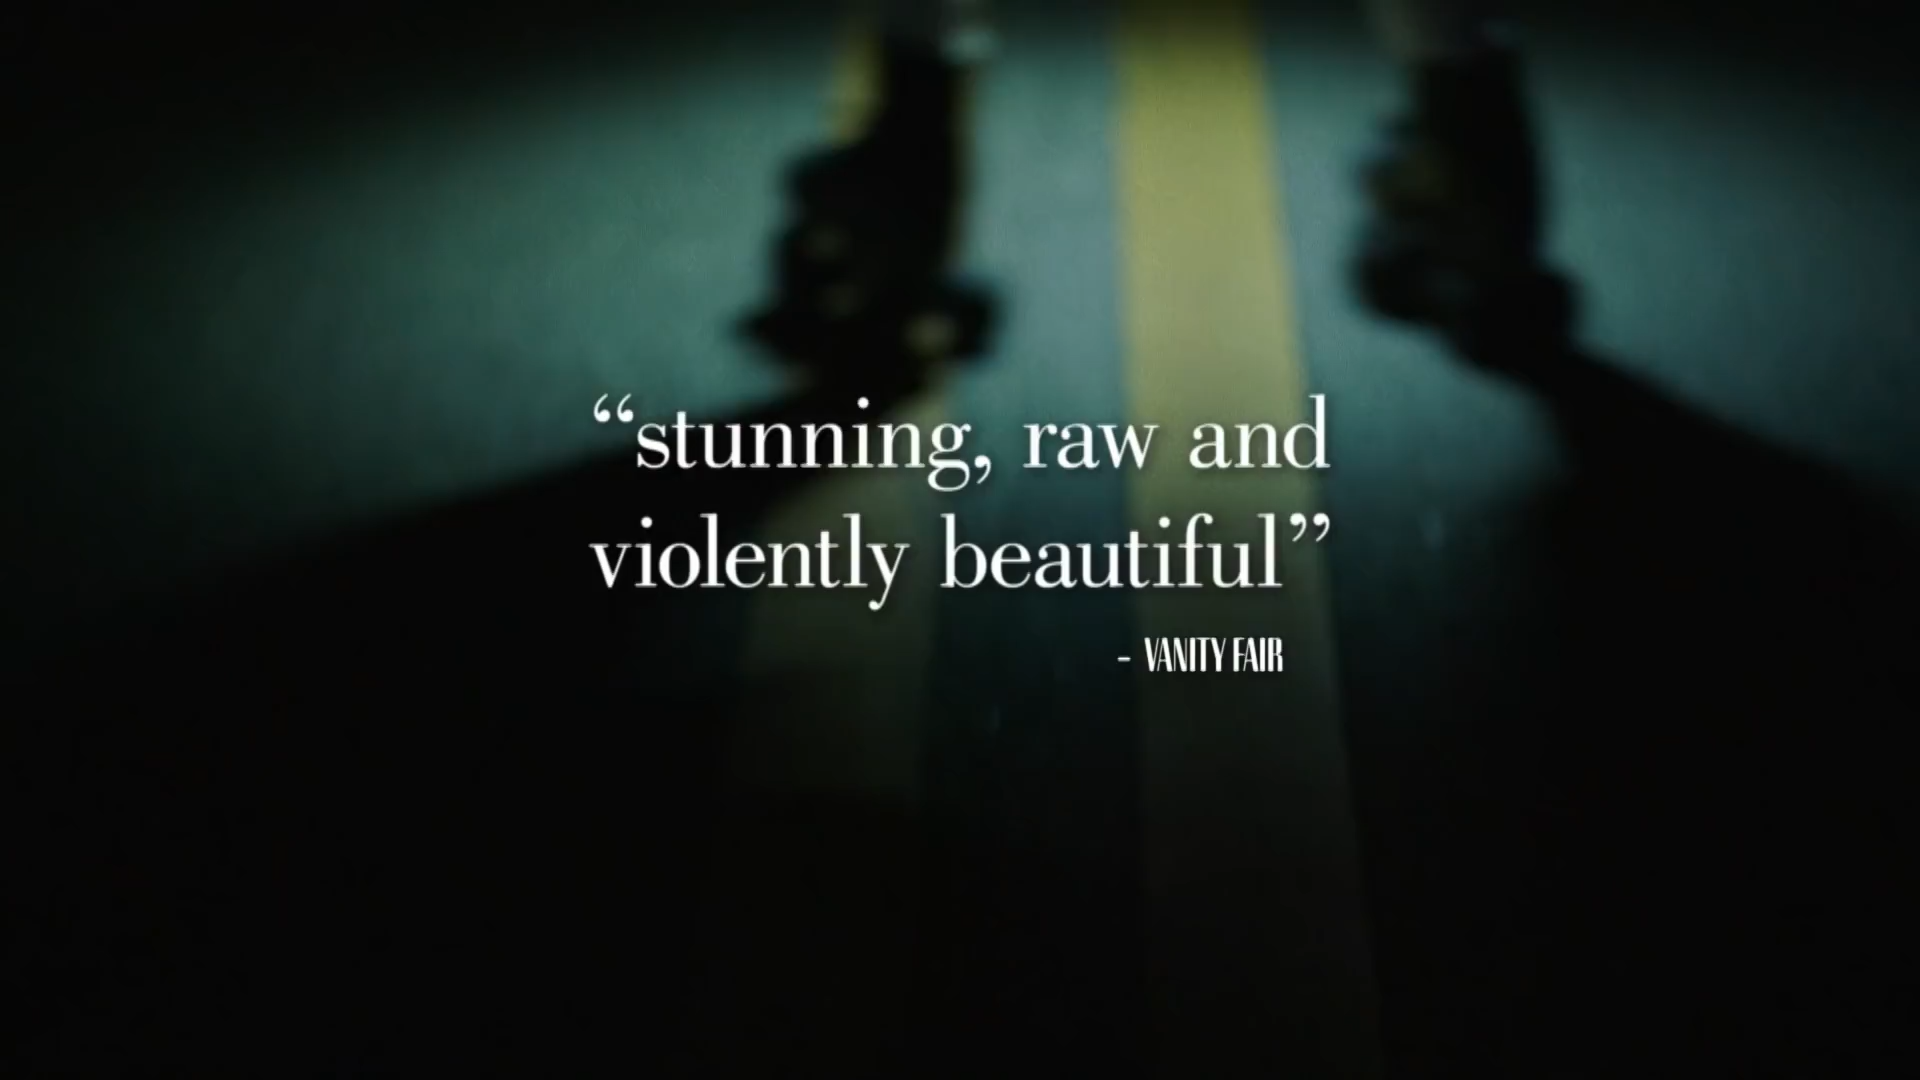 “stunning, raw and
violently beautiful”
- VANITY FAIR